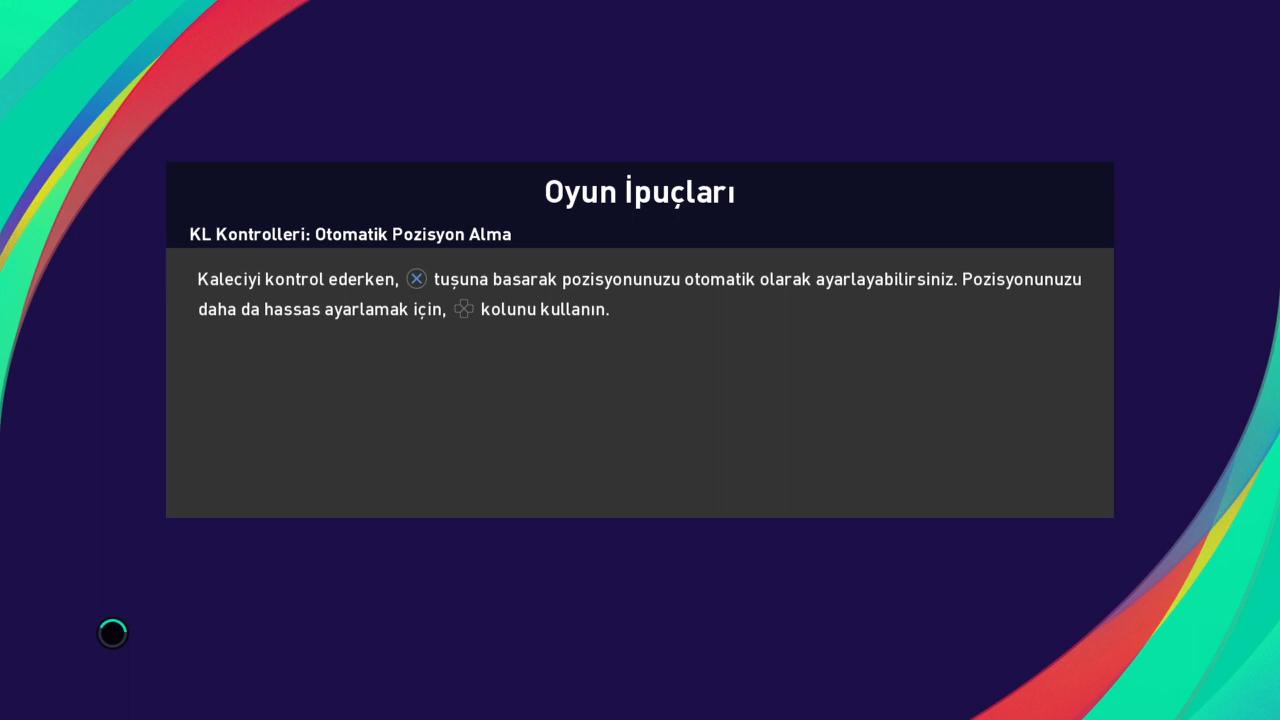 Oyun İpuçları
KL Kontrolleri: Otomatik Pozisyon Alma
Kaleciyi kontrol ederken, tuşuna basarak pozisyonunuzu otomatik olarak ayarlayabilirsiniz. Pozisyonunuzu
daha da hassas ayarlamak için, kolunu kullanın.